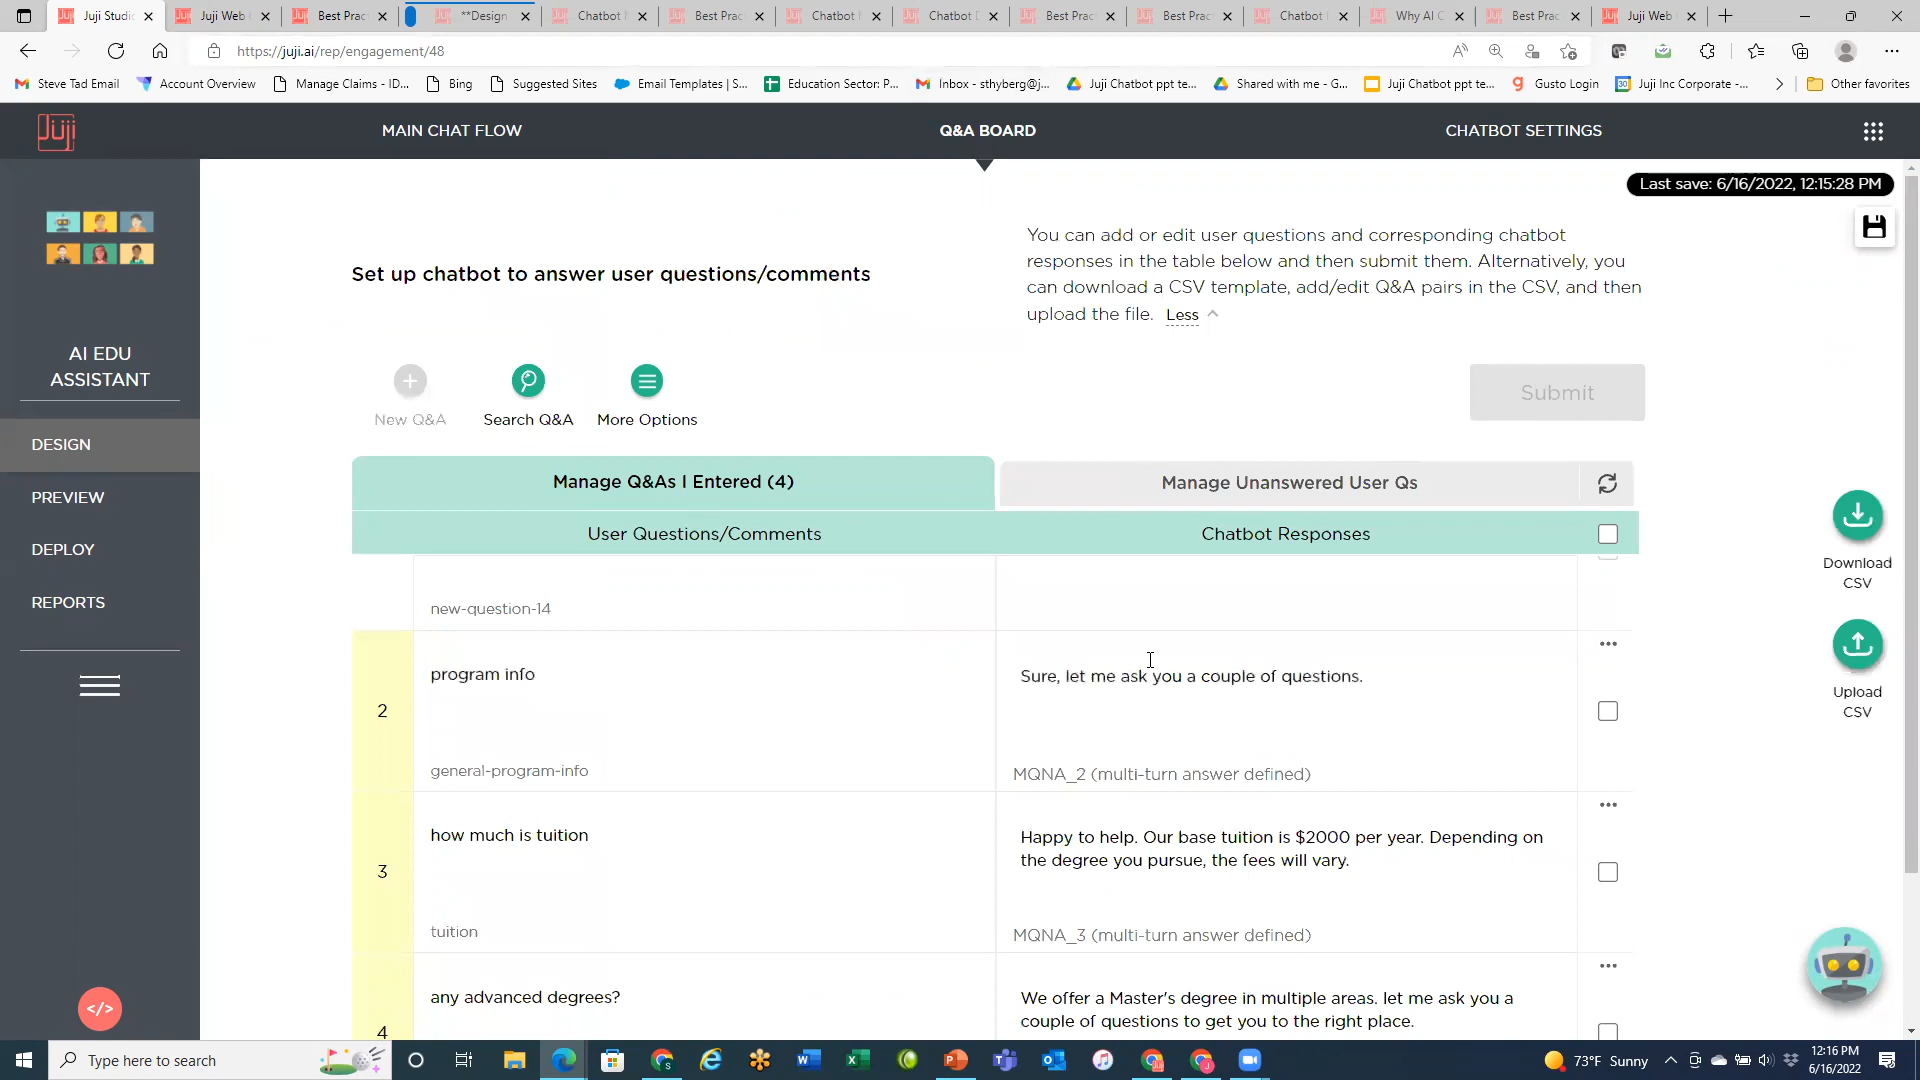 Juji Studi
Juji Web
Best Prac
**Design
Chatbot
Best Prac
Chatbot
Chatbot
Best Prac
Best Prac
Chatbot
Why AI C
Best Prac
Juji Web
https://juji.ai/rep/engagement/48
Steve Tad Email
Account Overview
Manage Claims - ID...
Bing
Suggested Sites
Email Templates | S...
Education Sector: P...
Inbox - sthyberg@j...
Juji Chatbot ppt te...
Shared with me - G...
Juji Chatbot ppt te...
Gusto Login
Juji Inc Corporate -...
Other favorites
Juji
MAIN CHAT FLOW
Q&A BOARD
CHATBOT SETTINGS
Last save: 6/16/2022, 12:15:28 PM
AI EDU
ASSISTANT
DESIGN
PREVIEW
DEPLOY
REPORTS
</>
Set up chatbot to answer user questions/comments
You can add or edit user questions and corresponding chatbot
responses in the table below and then submit them. Alternatively, you
can download a CSV template, add/edit Q&A pairs in the CSV, and then
upload the file. Less
New Q&A
Search Q&A
More Options
Submit
Manage Q&As I Entered (4)
Manage Unanswered User Qs
User Questions/Comments
Chatbot Responses
new-question-14
2
program info
general-program-info
Sure, let me ask you a couple of questions.
MQNA_2 (multi-turn answer defined)
3
how much is tuition
tuition
Happy to help. Our base tuition is $2000 per year. Depending on
the degree you pursue, the fees will vary.
MQNA_3 (multi-turn answer defined)
4
any advanced degrees?
We offer a Master's degree in multiple areas. let me ask you a
couple of questions to get you to the right place.
Download
CSV
Upload
CSV
Type here to search
73°F Sunny
12:16 PM
6/16/2022